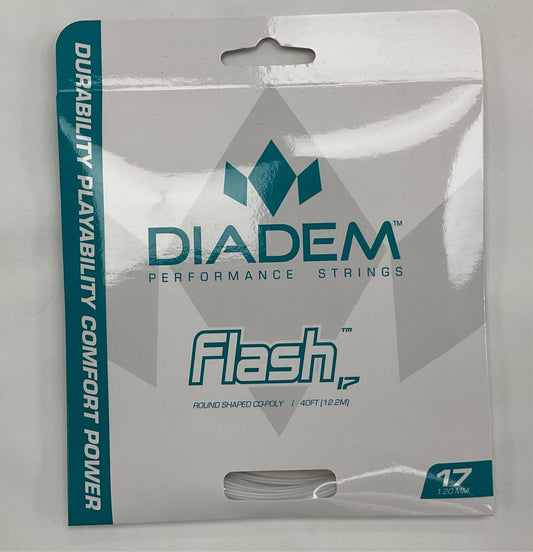 DURABILITY PLAYABILITY COMFORT POWER
DIADEM™
PERFORMANCE STRINGS
Flash™ 17
ROUND SHAPED CO-POLY | 40FT (12.2M)
17
1.20 MM